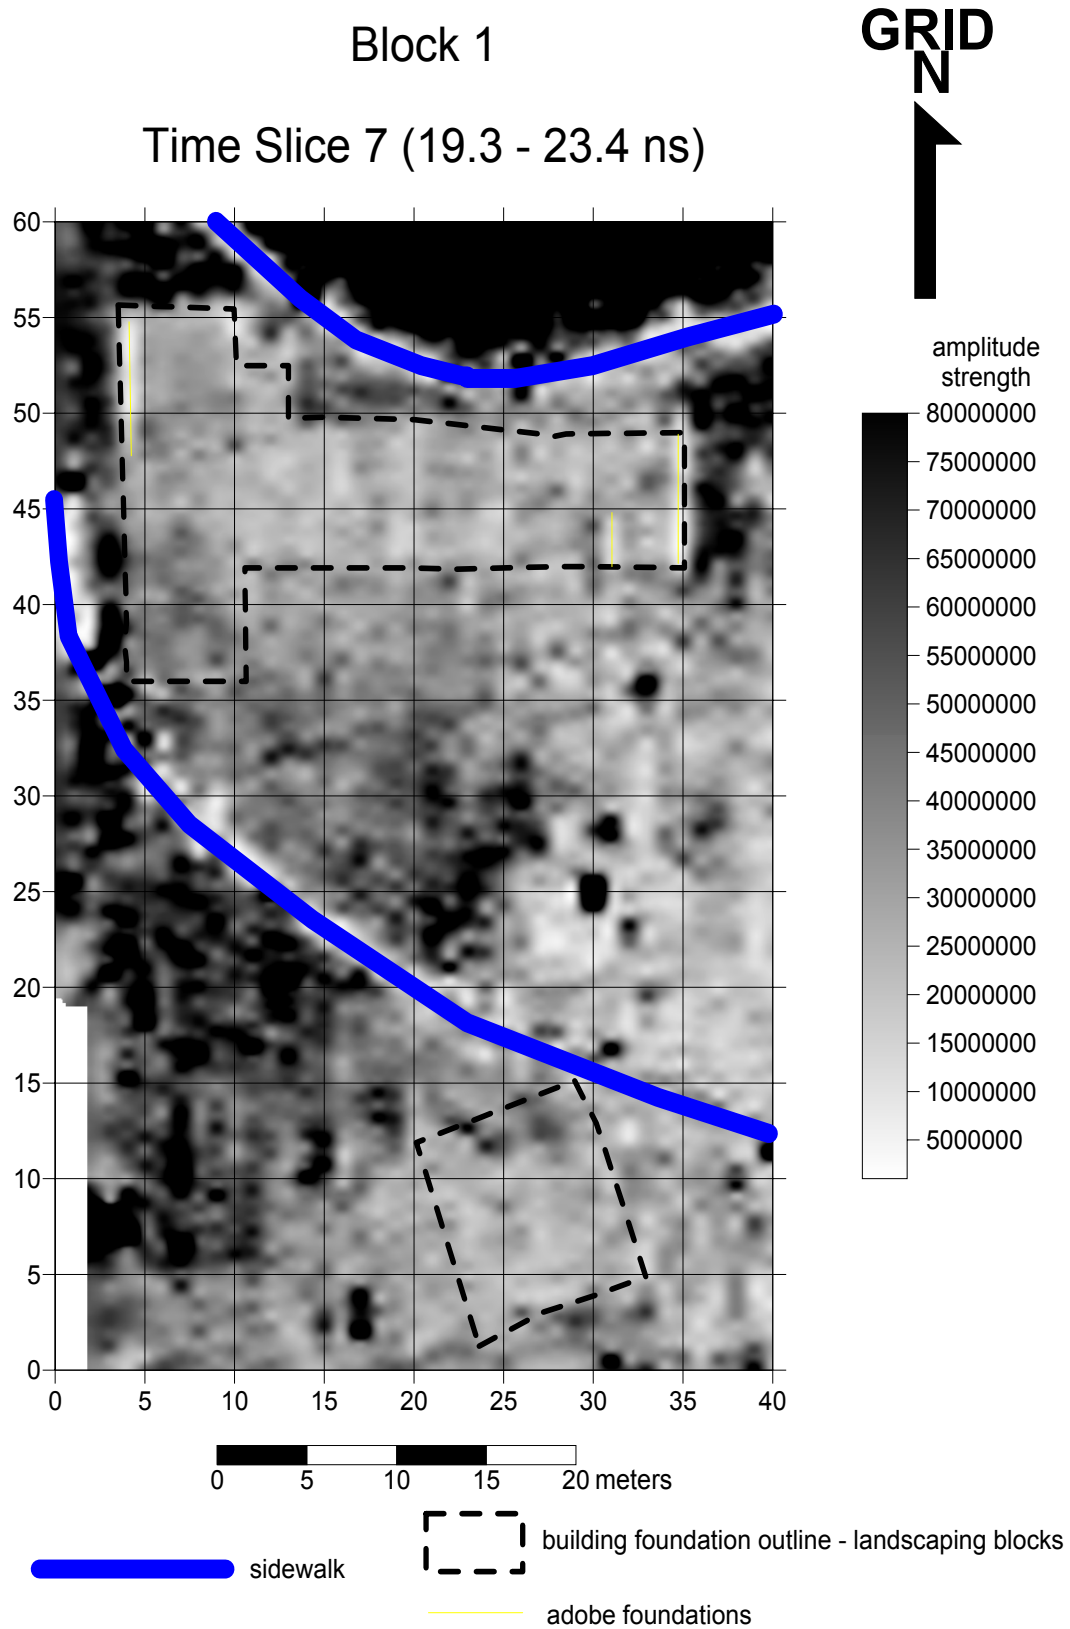 Block 1
GRID
N
Time Slice 7 (19.3 - 23.4 ns)
60
55
50
45
40
35
30
25
20
15
10
5
0
0 5 10 15 20 25 30 35 40
amplitude
strength
80000000
75000000
70000000
65000000
60000000
55000000
50000000
45000000
40000000
35000000
30000000
25000000
20000000
15000000
10000000
5000000
0 5 10 15 20 meters
building foundation outline - landscaping blocks
sidewalk
adobe foundations